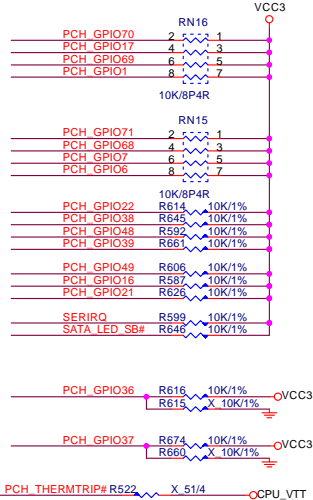 VCC3
RN16
PCH_GPIO70 2 1
PCH_GPIO17 4 3
PCH_GPIO69 6 5
PCH_GPIO1 8 7
10K/8P4R
RN15
PCH_GPIO71 2 1
PCH_GPIO68 4 3
PCH_GPIO7 6 5
PCH_GPIO6 8 7
10K/8P4R
PCH_GPIO22 R614 10K/1%
PCH_GPIO38 R645 10K/1%
PCH_GPIO48 R592 10K/1%
PCH_GPIO39 R661 10K/1%
PCH_GPIO49 R606 10K/1%
PCH_GPIO16 R587 10K/1%
PCH_GPIO21 R626 10K/1%
SERIRQ R599 10K/1%
SATA_LED_SB# R646 10K/1%
PCH_GPIO36 R616 10K/1% VCC3
R615 X_10K/1%
PCH_GPIO37 R674 10K/1% VCC3
R660 X_10K/1%
PCH_THERMTRIP# R522 X_51/4 CPU_VTT